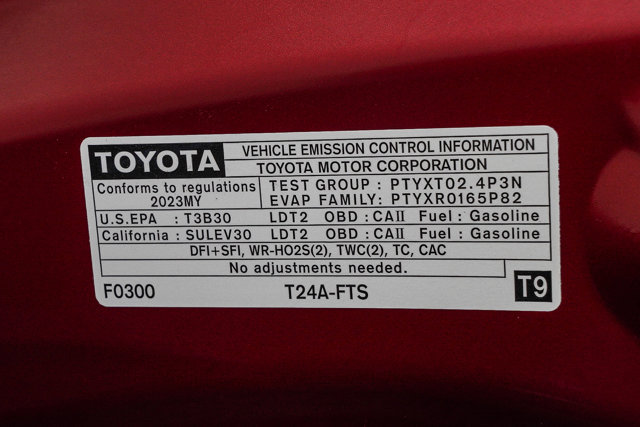 TOYOTA
VEHICLE EMISSION CONTROL INFORMATION
TOYOTA MOTOR CORPORATION
Conforms to regulations
2023MY
TEST GROUP : PTYXT02.4P3N
EVAP FAMILY: PTYXR0165P82
U.S.EPA : T3B30 LDT2 OBD : CAII Fuel : Gasoline
California : SULEV30 LDT2 OBD : CAII Fuel : Gasoline
DFI+SFI, WR-HO2S(2), TWC(2), TC, CAC
No adjustments needed.
F0300 T24A-FTS T9